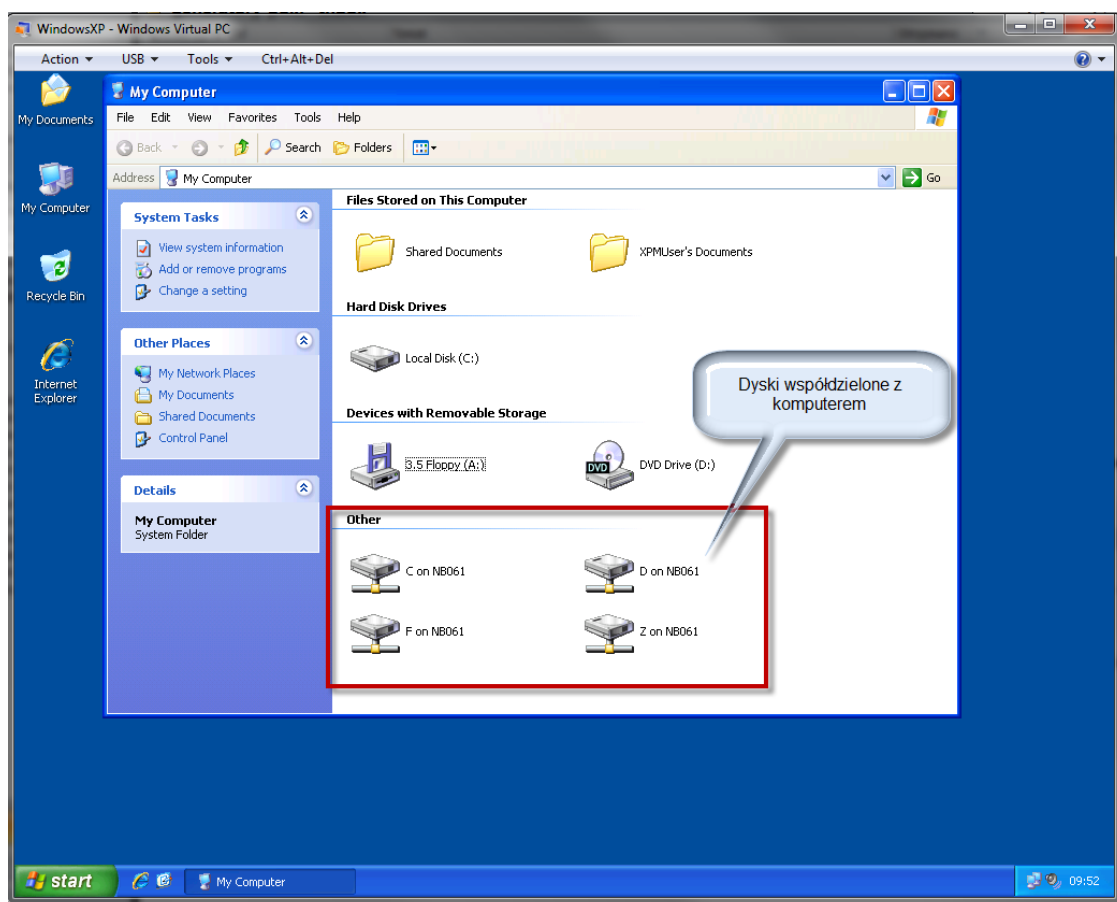 WindowsXP - Windows Virtual PC
Action USB Tools Ctrl+Alt+Del
My Documents
My Computer
Recycle Bin
Internet
Explorer
My Computer
File Edit View Favorites Tools Help
Back Search Folders
Address My Computer Go
System Tasks
View system information
Add or remove programs
Change a setting
Other Places
My Network Places
My Documents
Shared Documents
Control Panel
Details
My Computer
System Folder
Files Stored on This Computer
Shared Documents XPMUser's Documents
Hard Disk Drives
Local Disk (C:)
Dyski współdzielone z
komputerem
Devices with Removable Storage
3.5 Floppy (A:) DVD Drive (D:)
DVD
Other
C on NB061 D on NB061
F on NB061 Z on NB061
start My Computer 09:52